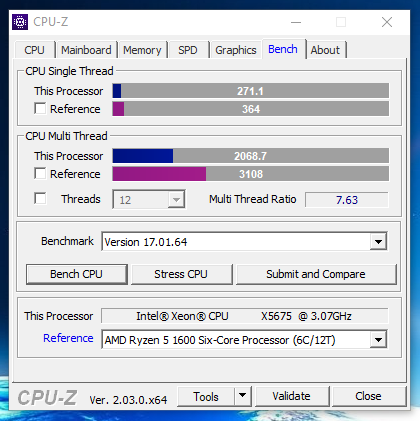 CPU-Z
CPU Mainboard Memory SPD Graphics Bench About
CPU Single Thread
This Processor 271.1
Reference 364
CPU Multi Thread
This Processor 2068.7
Reference 3108
Threads 12 Multi Thread Ratio 7.63
Benchmark Version 17.01.64
Bench CPU Stress CPU Submit and Compare
This Processor Intel® Xeon® CPU X5675 @ 3.07GHz
Reference AMD Ryzen 5 1600 Six-Core Processor (6C/12T)
CPU-Z Ver. 2.03.0.x64 Tools Validate Close